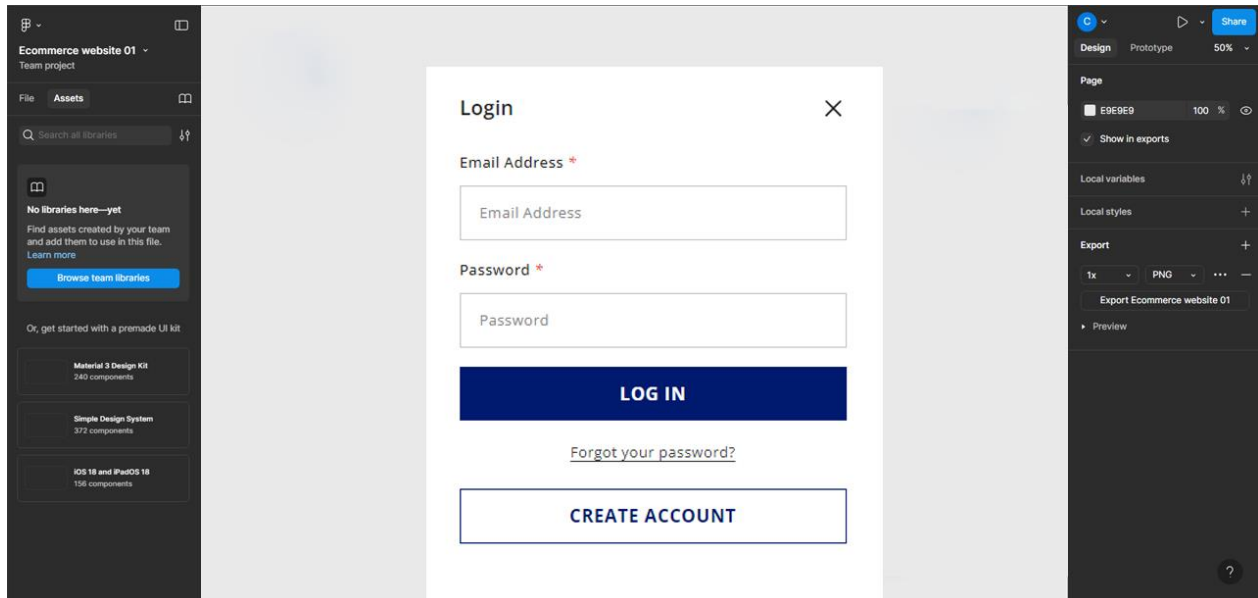 Ecommerce website 01
Team project
File Assets
Search all libraries
No libraries here—yet
Find assets created by your team
and add them to use in this file.
Learn more
Browse team libraries
Or, get started with a premade UI kit
Material 3 Design Kit
240 components
Simple Design System
372 components
iOS 18 and iPadOS 18
156 components
Login
Email Address *
Email Address
Password *
Password
LOG IN
Forgot your password?
CREATE ACCOUNT
C
Share
Design Prototype 50%
Page
E9E9E9 100 %
Show in exports
Local variables
Local styles
Export
1x PNG
Export Ecommerce website 01
Preview
?